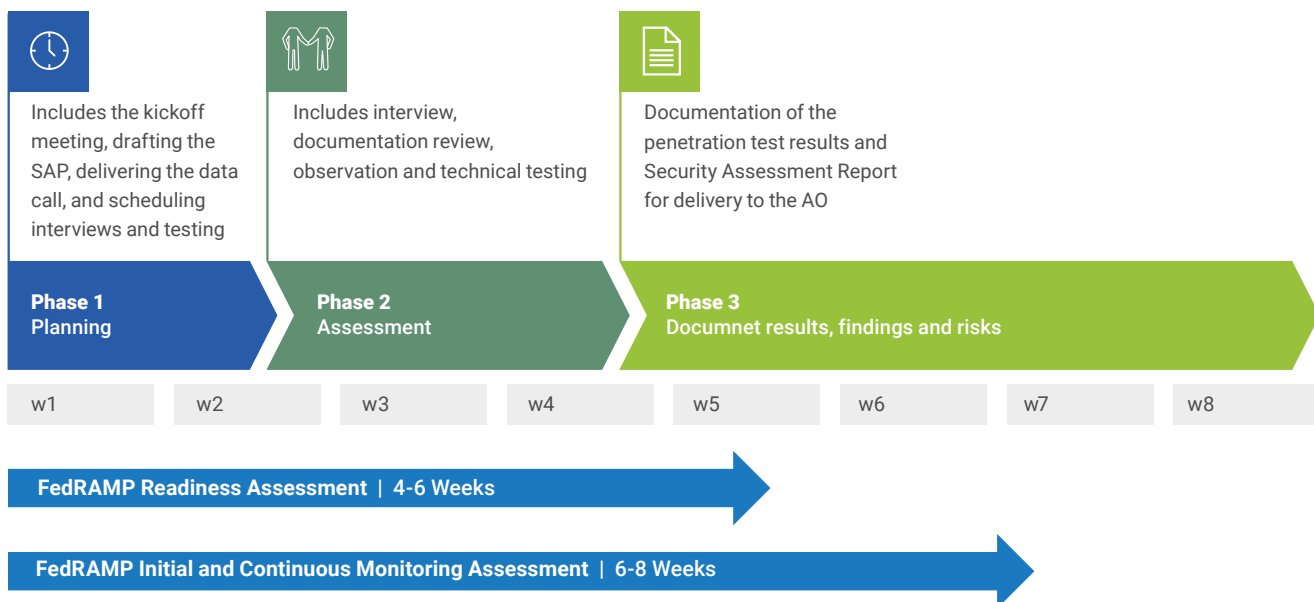 Includes the kickoff
meeting, drafting the
SAP, delivering the data
call, and scheduling
interviews and testing
Includes interview,
documentation review,
observation and technical testing
Documentation of the
penetration test results and
Security Assessment Report
for delivery to the AO
Phase 1
Planning
Phase 2
Assessment
Phase 3
Documnet results, findings and risks
w1
w2
w3
w4
w5
w6
w7
w8
FedRAMP Readiness Assessment | 4-6 Weeks
FedRAMP Initial and Continuous Monitoring Assessment | 6-8 Weeks